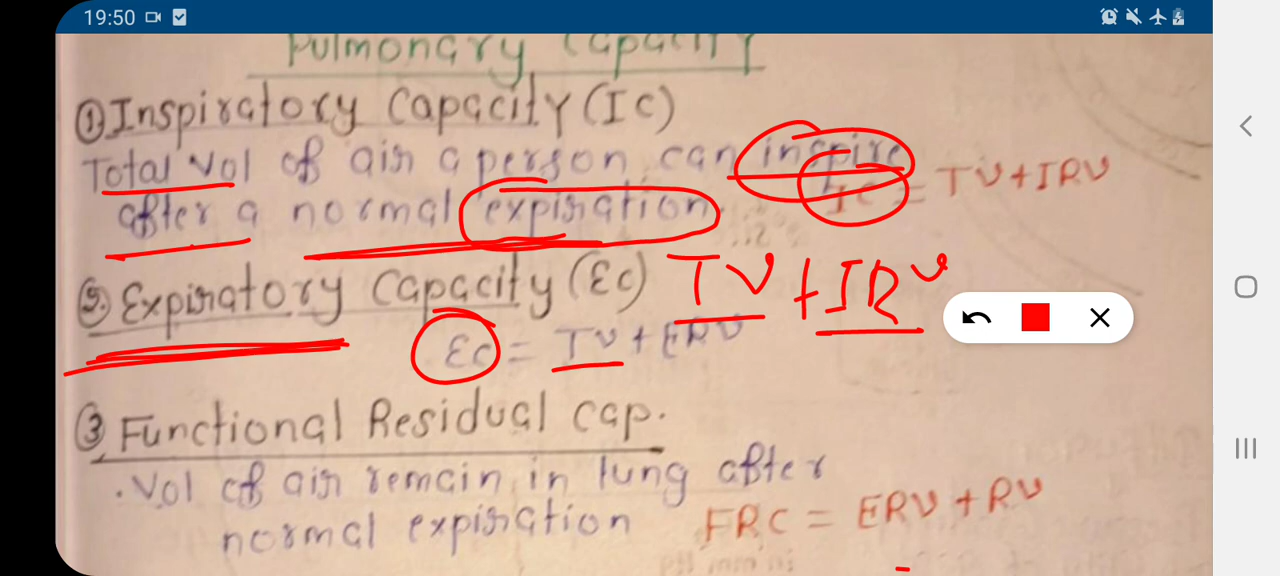 19:50
Pulmonary Capacity
① Inspiratory Capacity (IC)
Total Vol of air a person can inspire
after a normal expiration. IC = TV+IRV
② Expiratory Capacity (EC) TV+IRV
EC = TV+ERV
③ Functional Residual Cap.
.Vol of air remain in lung after
normal expiration FRC = ERV+RV